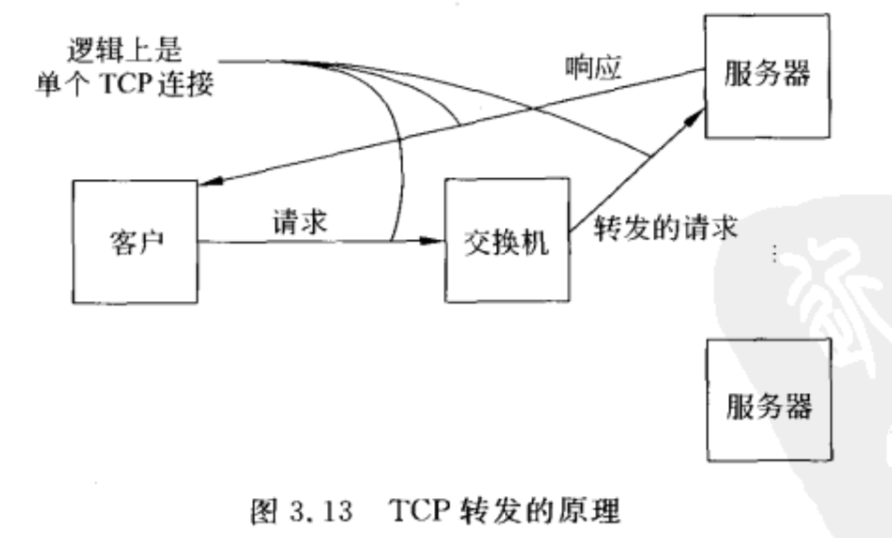 逻辑上是
单个 TCP 连接
响应
服务器
客户
请求
交换机
转发的请求
⋮
服务器
图 3.13 TCP 转发的原理